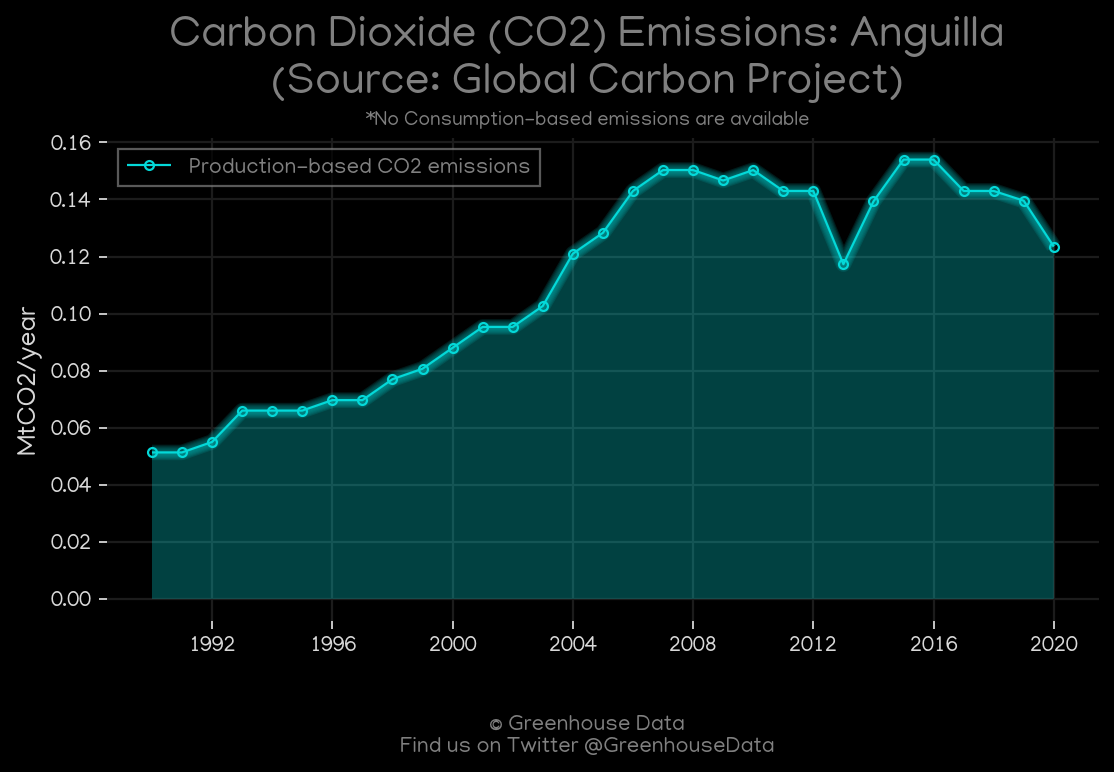 Carbon Dioxide (CO2) Emissions: Anguilla
(Source: Global Carbon Project)
*No Consumption-based emissions are available
Production-based CO2 emissions
MtCO2/year
0.16
0.14
0.12
0.10
0.08
0.06
0.04
0.02
0.00
1992 1996 2000 2004 2008 2012 2016 2020
© Greenhouse Data
Find us on Twitter @GreenhouseData